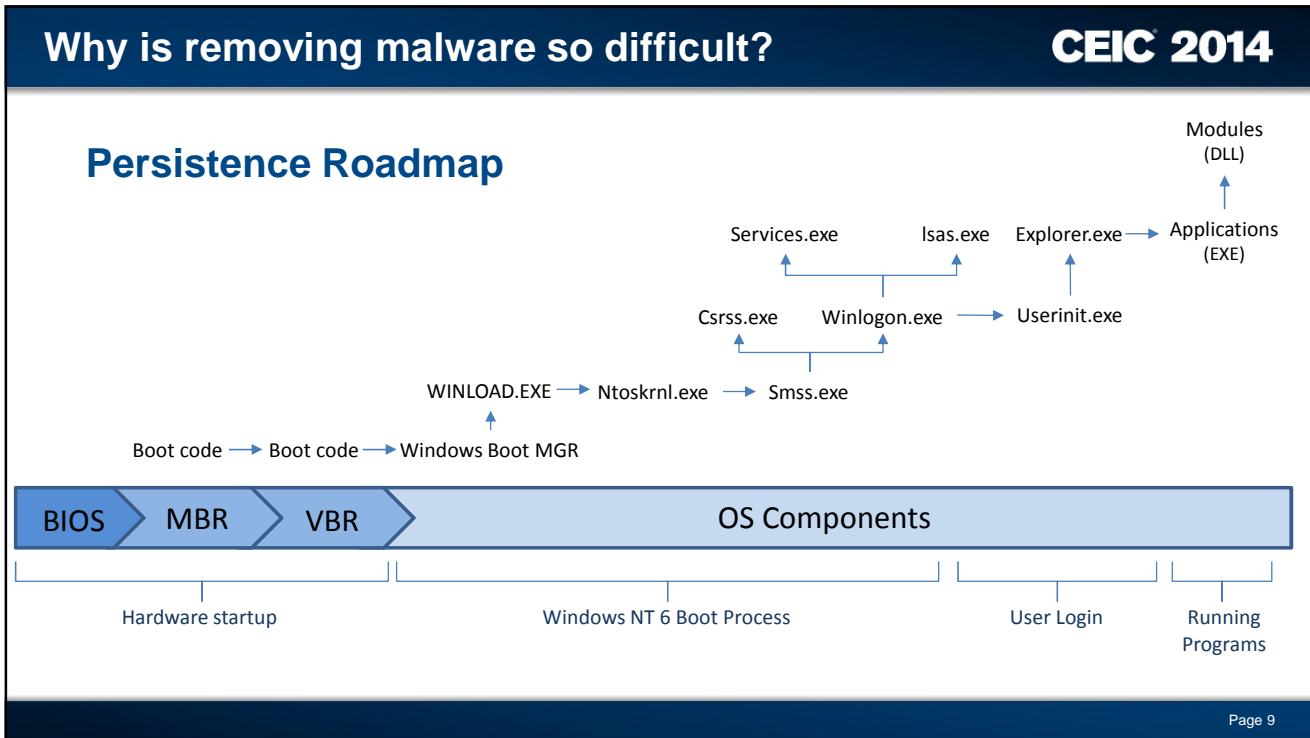 Why is removing malware so difficult?
CEIC 2014
Persistence Roadmap
Modules
(DLL)
Services.exe
lsas.exe
Explorer.exe
Applications
(EXE)
Csrss.exe
Winlogon.exe
Userinit.exe
WINLOAD.EXE
Ntoskrnl.exe
Smss.exe
Boot code
Boot code
Windows Boot MGR
BIOS
MBR
VBR
OS Components
Hardware startup
Windows NT 6 Boot Process
User Login
Running
Programs
Page 9